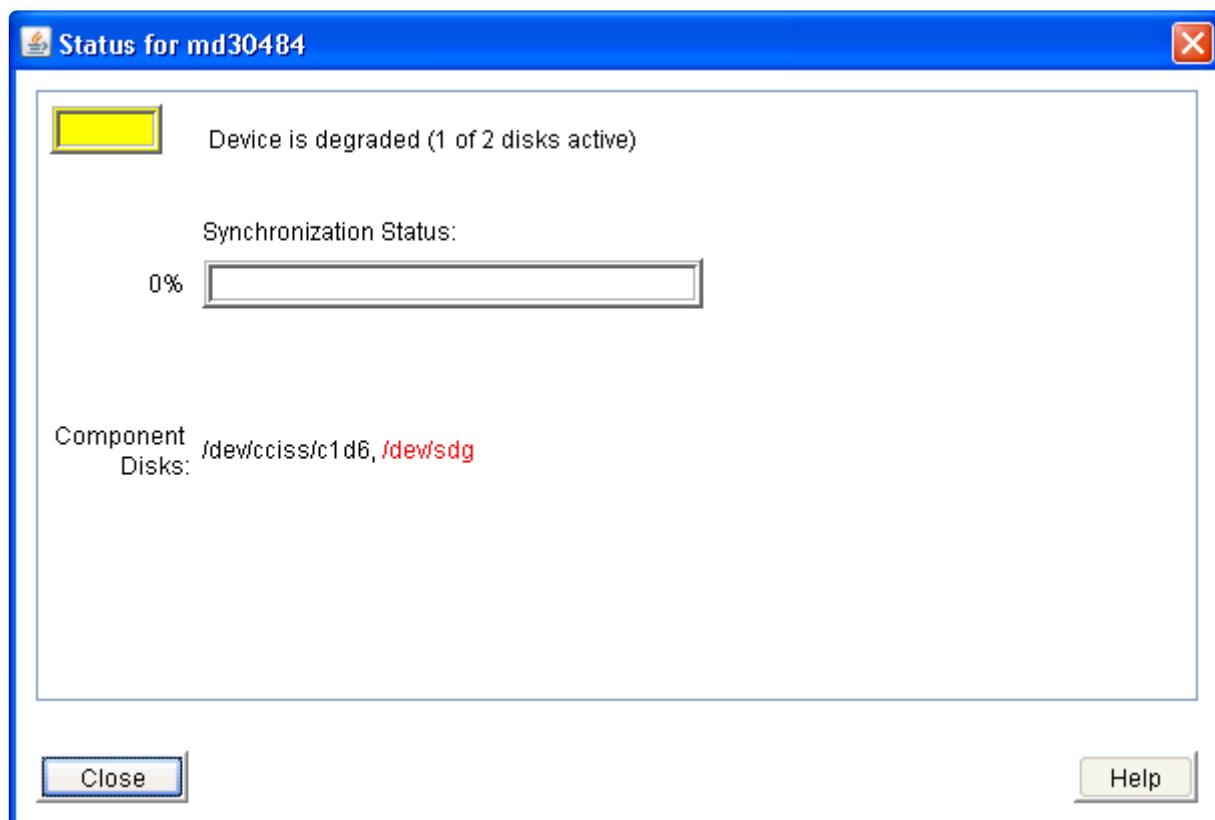 Status for md30484
Device is degraded (1 of 2 disks active)
Synchronization Status:
0%
Component
Disks:
/dev/cciss/c1d6, /dev/sdg
Close
Help